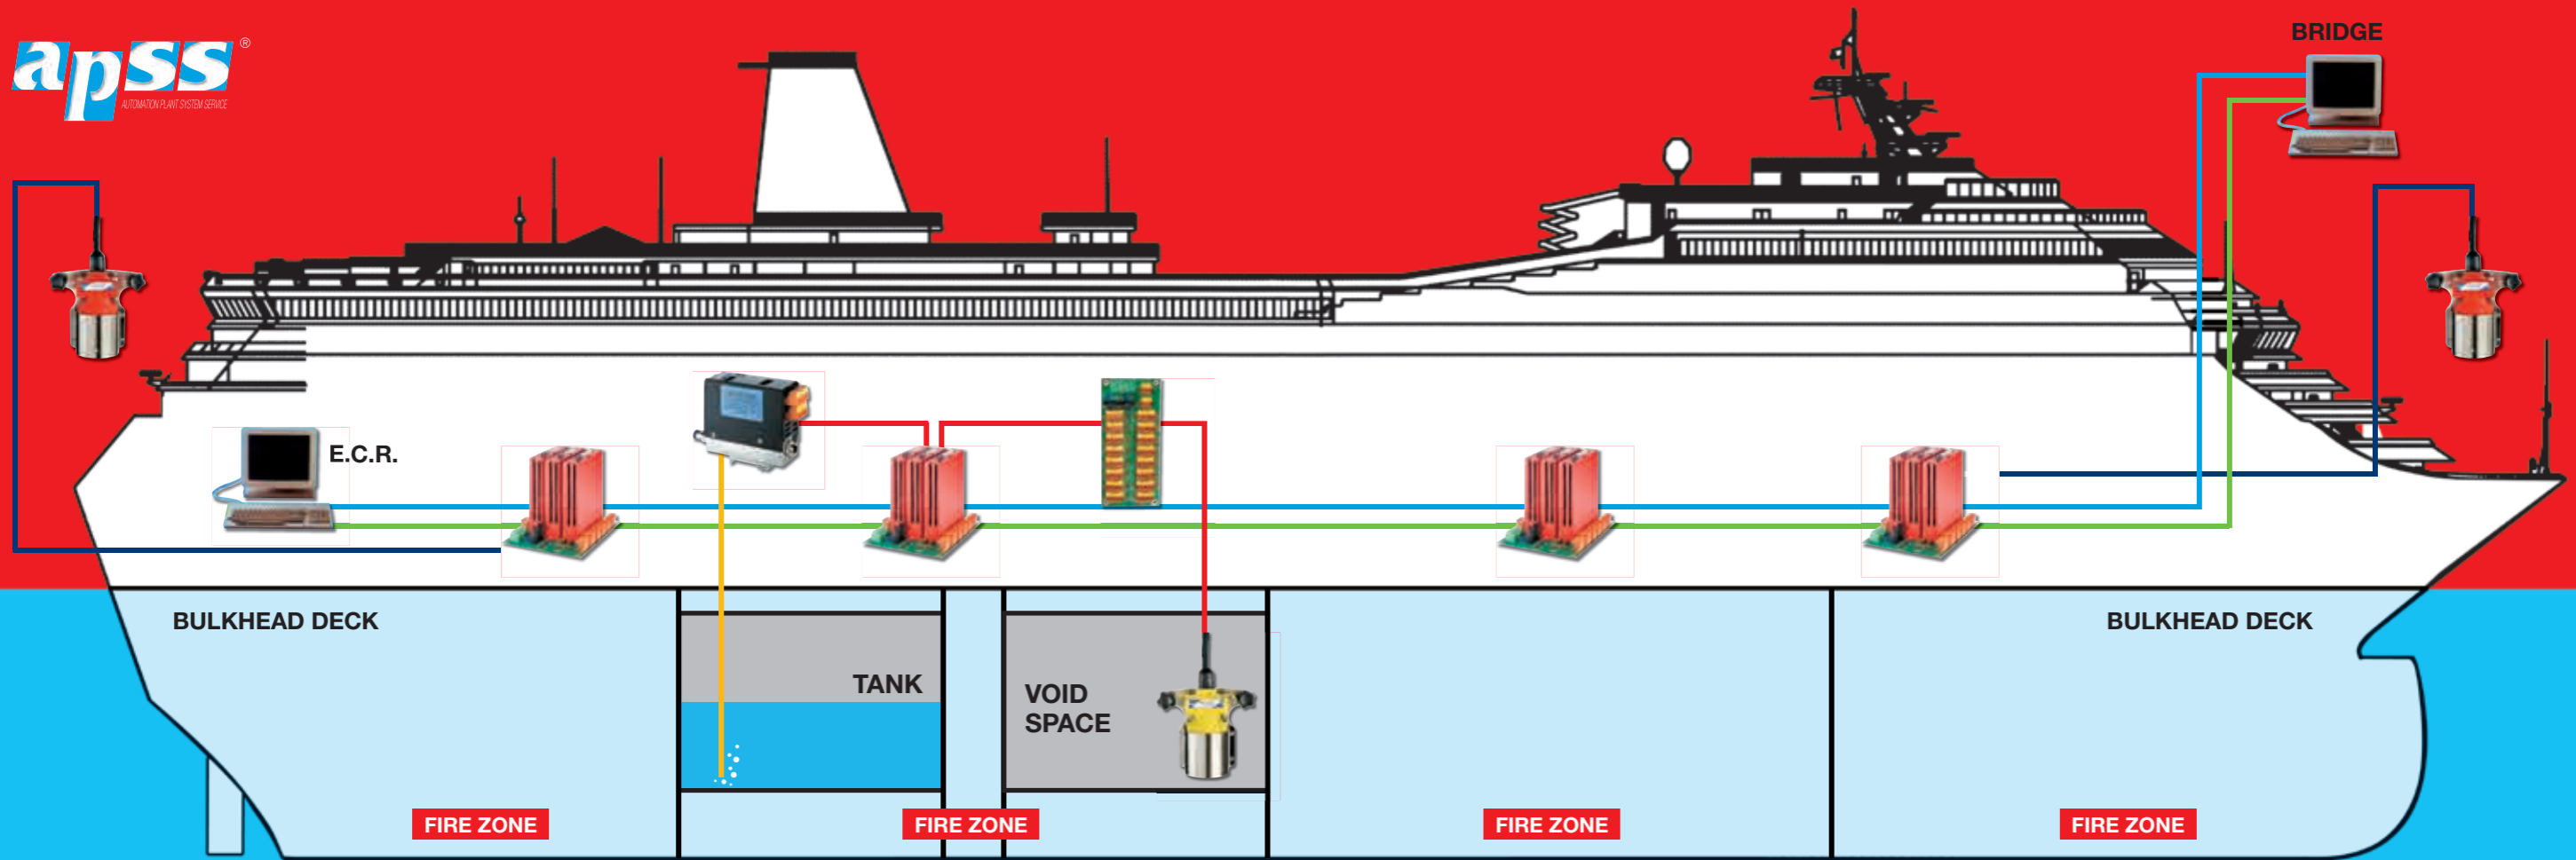 apss ®
AUTOMATION PLANT SYSTEM SERVICE
BRIDGE
E.C.R.
BULKHEAD DECK
BULKHEAD DECK
TANK
VOID
SPACE
FIRE ZONE
FIRE ZONE
FIRE ZONE
FIRE ZONE